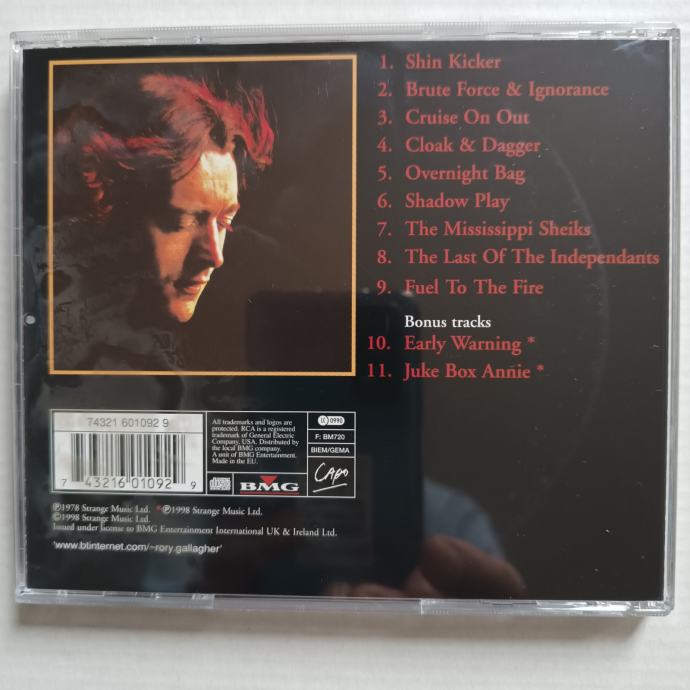 1. Shin Kicker
2. Brute Force & Ignorance
3. Cruise On Out
4. Cloak & Dagger
5. Overnight Bag
6. Shadow Play
7. The Mississippi Sheiks
8. The Last Of The Independants
9. Fuel To The Fire
Bonus tracks
10. Early Warning *
11. Juke Box Annie *
74321 601092 9
7 43216 01092 9
All trademarks and logos are
protected. RCA is a registered
trademark of General Electric
Company, USA. Distributed by
the local BMG company.
A unit of BMG Entertainment.
Made in the EU.
BMG
LC 0990
F: BM720
BIEM/GEMA
CAPO
℗1978 Strange Music Ltd. *℗1998 Strange Music Ltd.
©1998 Strange Music Ltd.
Issued under license to BMG Entertainment International UK & Ireland Ltd.
'www.btinternet.com/~rory.gallagher'